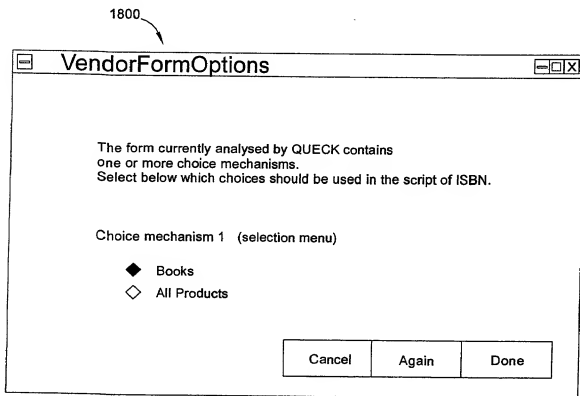 1800
VendorFormOptions
The form currently analysed by QUECK contains
one or more choice mechanisms.
Select below which choices should be used in the script of ISBN.
Choice mechanism 1 (selection menu)
Books
All Products
Cancel Again Done